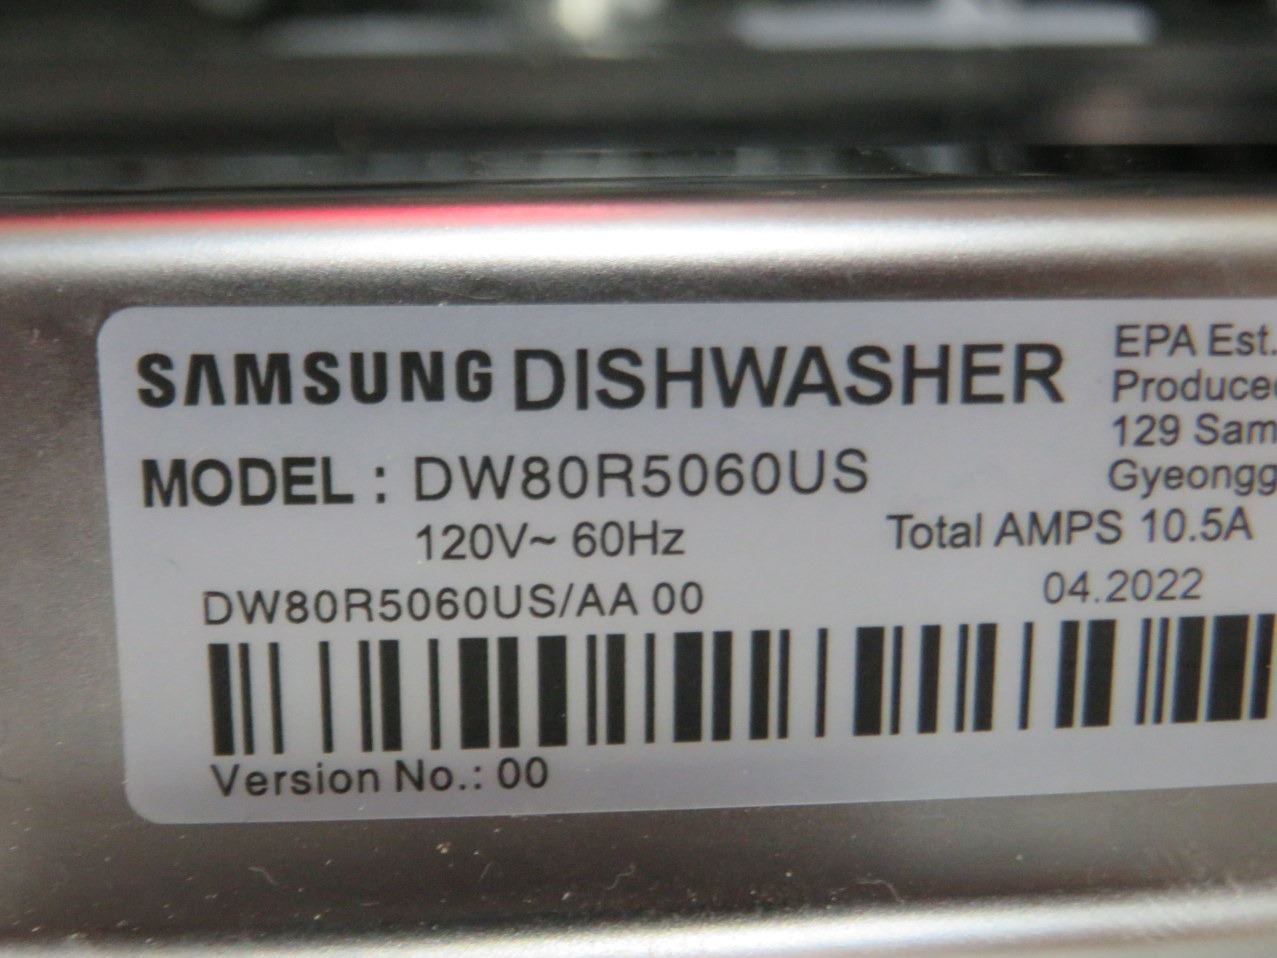 SAMSUNG DISHWASHER
MODEL : DW80R5060US
120V~ 60Hz
DW80R5060US/AA 00
Version No.: 00
EPA Est.
129
Total AMPS 10.5A
04.2022